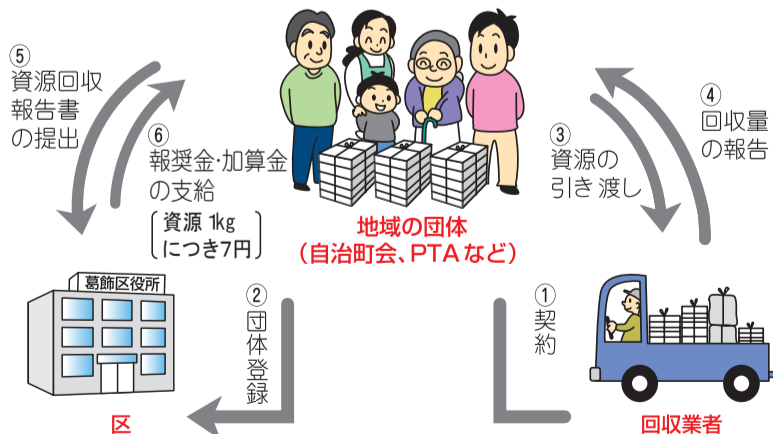 ⑤
資源回収
報告書
の提出
⑥
報奨金・加算金
の支給
資源 1kg
につき7円
地域の団体
（自治町会、PTAなど）
③
資源の
引き渡し
④
回収量
の報告
葛飾区役所
区
②
団体登録
①
契約
回収業者